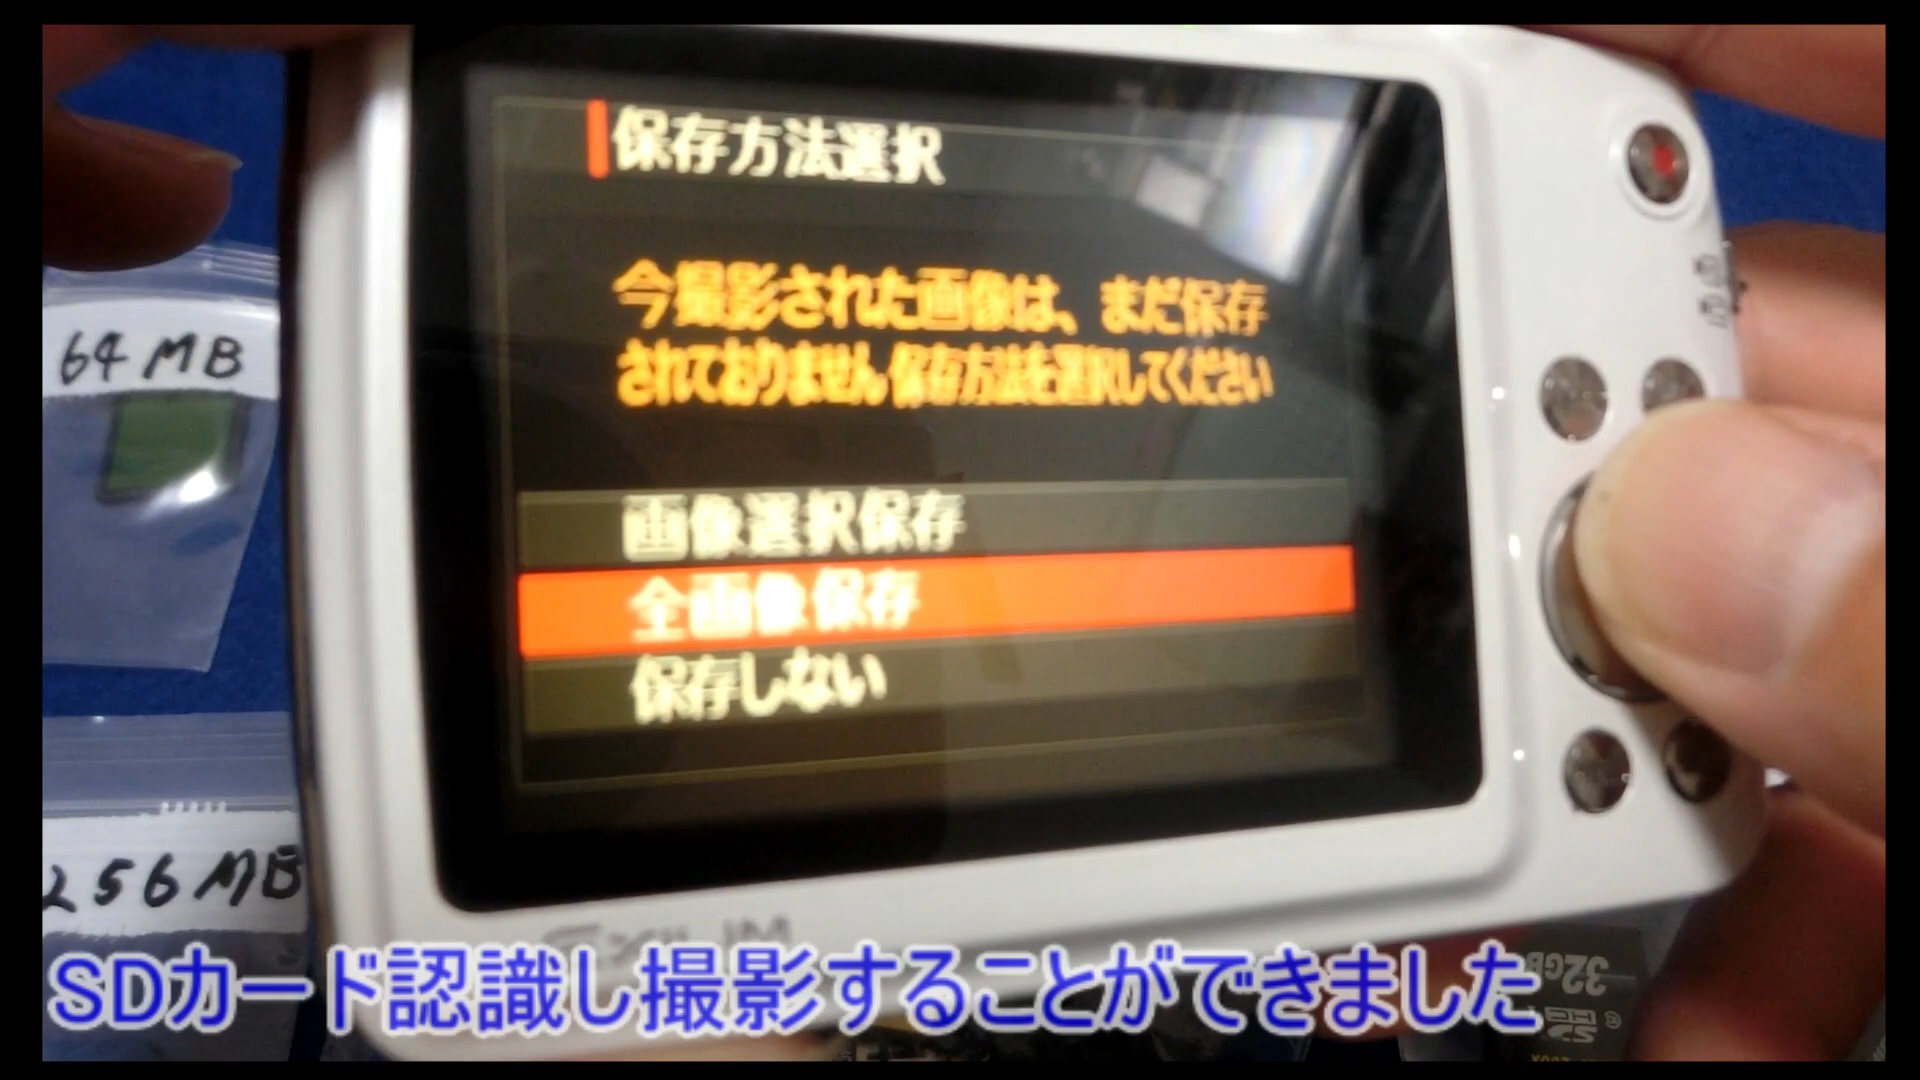 保存方法選択
今撮影された画像は、まだ保存
されておりません保存方法を選択してください
画像選択保存
全画像保存
保存しない
64MB
256MB
EXILIM
32GB
SDカード認識し撮影することができました